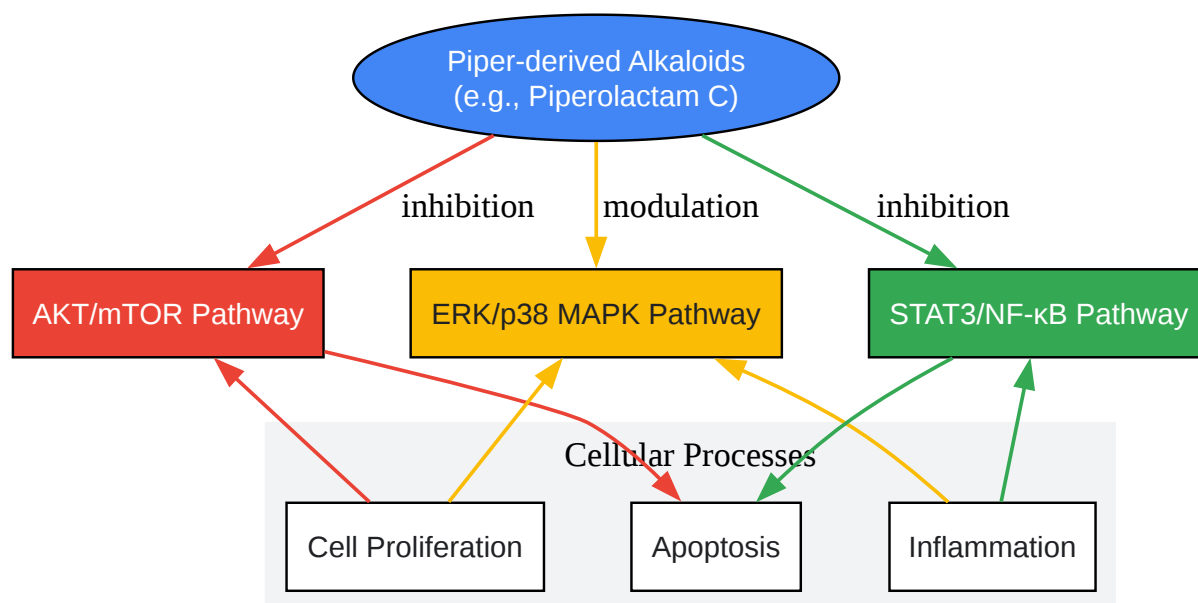 Piper-derived Alkaloids
(e.g., Piperolactam C)
inhibition
modulation
inhibition
AKT/mTOR Pathway
ERK/p38 MAPK Pathway
STAT3/NF-κB Pathway
Cellular Processes
Cell Proliferation
Apoptosis
Inflammation